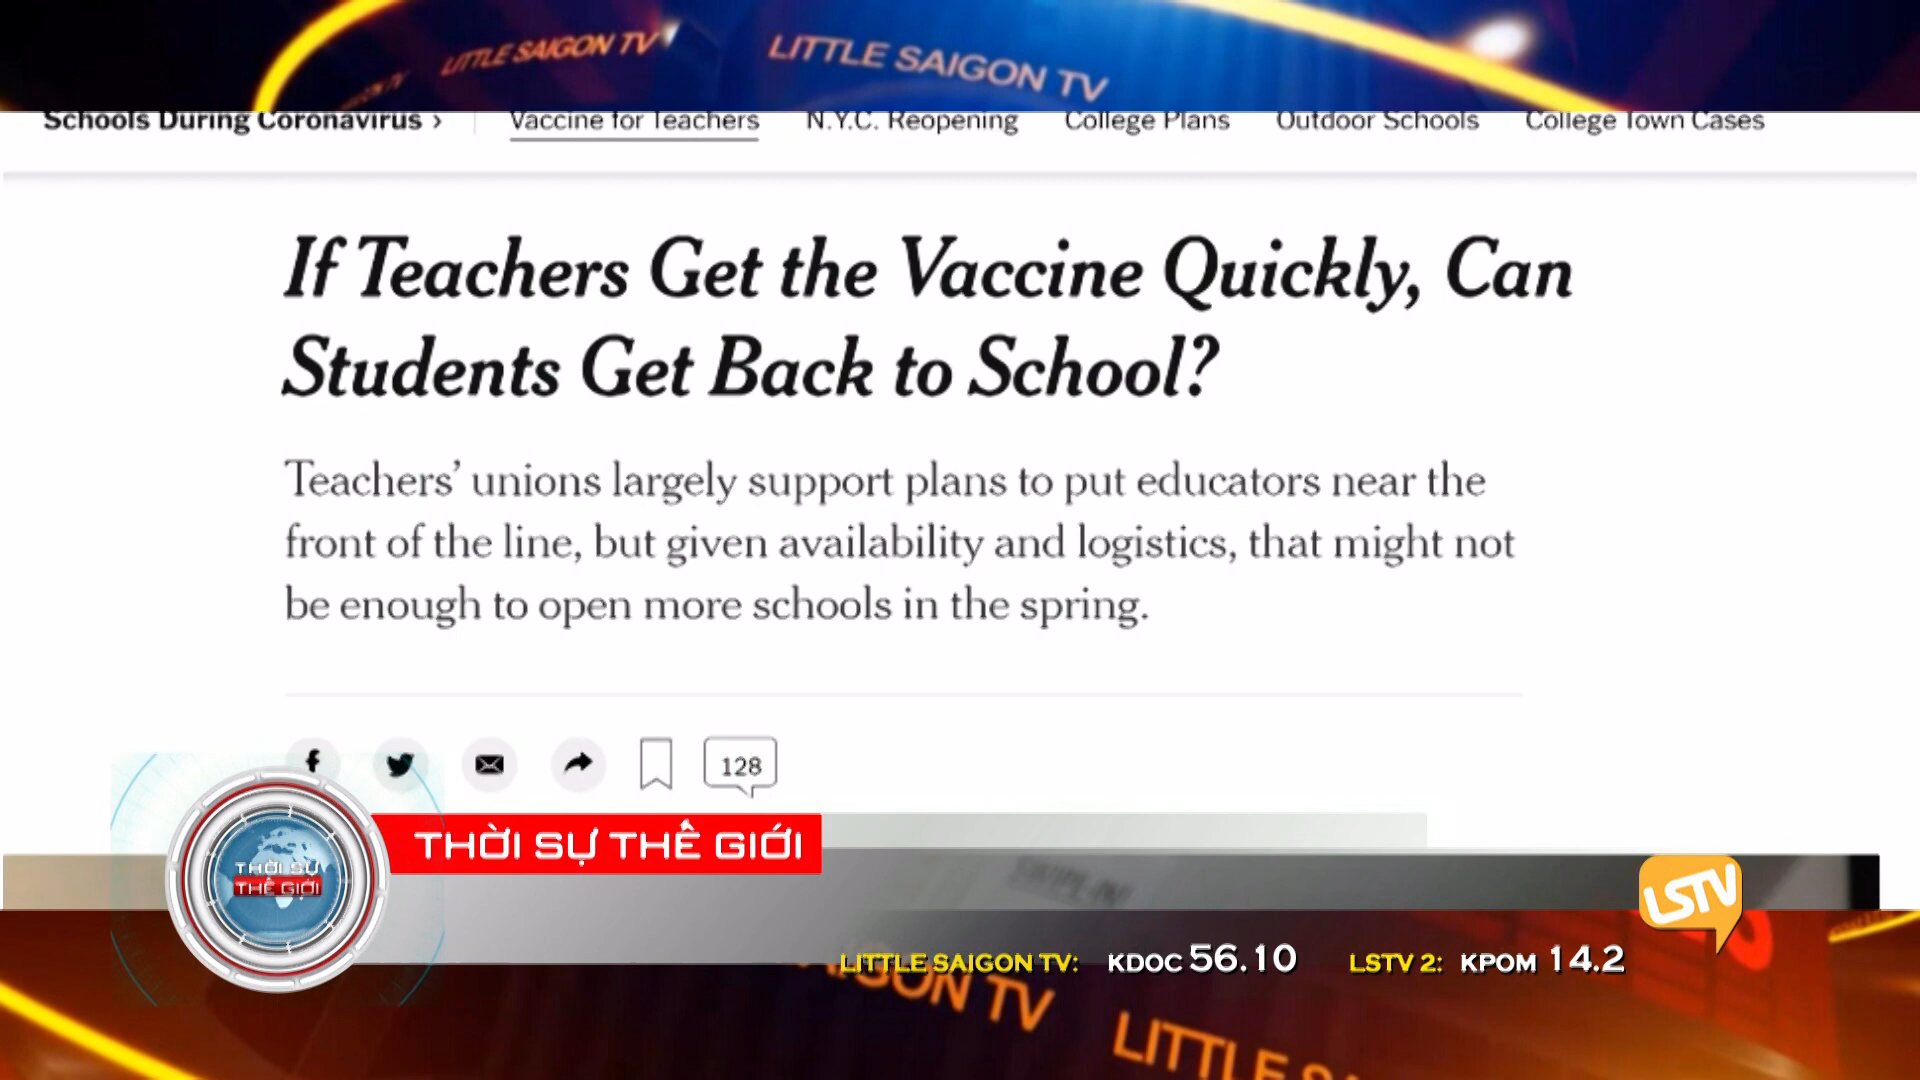 LITTLE SAIGON TV
LITTLE SAIGON TV
Schools During Coronavirus › Vaccine for Teachers N.Y.C. Reopening College Plans Outdoor Schools College Town Cases
If Teachers Get the Vaccine Quickly, Can
Students Get Back to School?
Teachers’ unions largely support plans to put educators near the
front of the line, but given availability and logistics, that might not
be enough to open more schools in the spring.
128
THỜI SỰ THẾ GIỚI
THỜI SỰ
THẾ GIỚI
LSTV
LITTLE SAIGON TV: KDOC 56.10 LSTV 2: KPOM 14.2
SAIGON TV
LITTLE